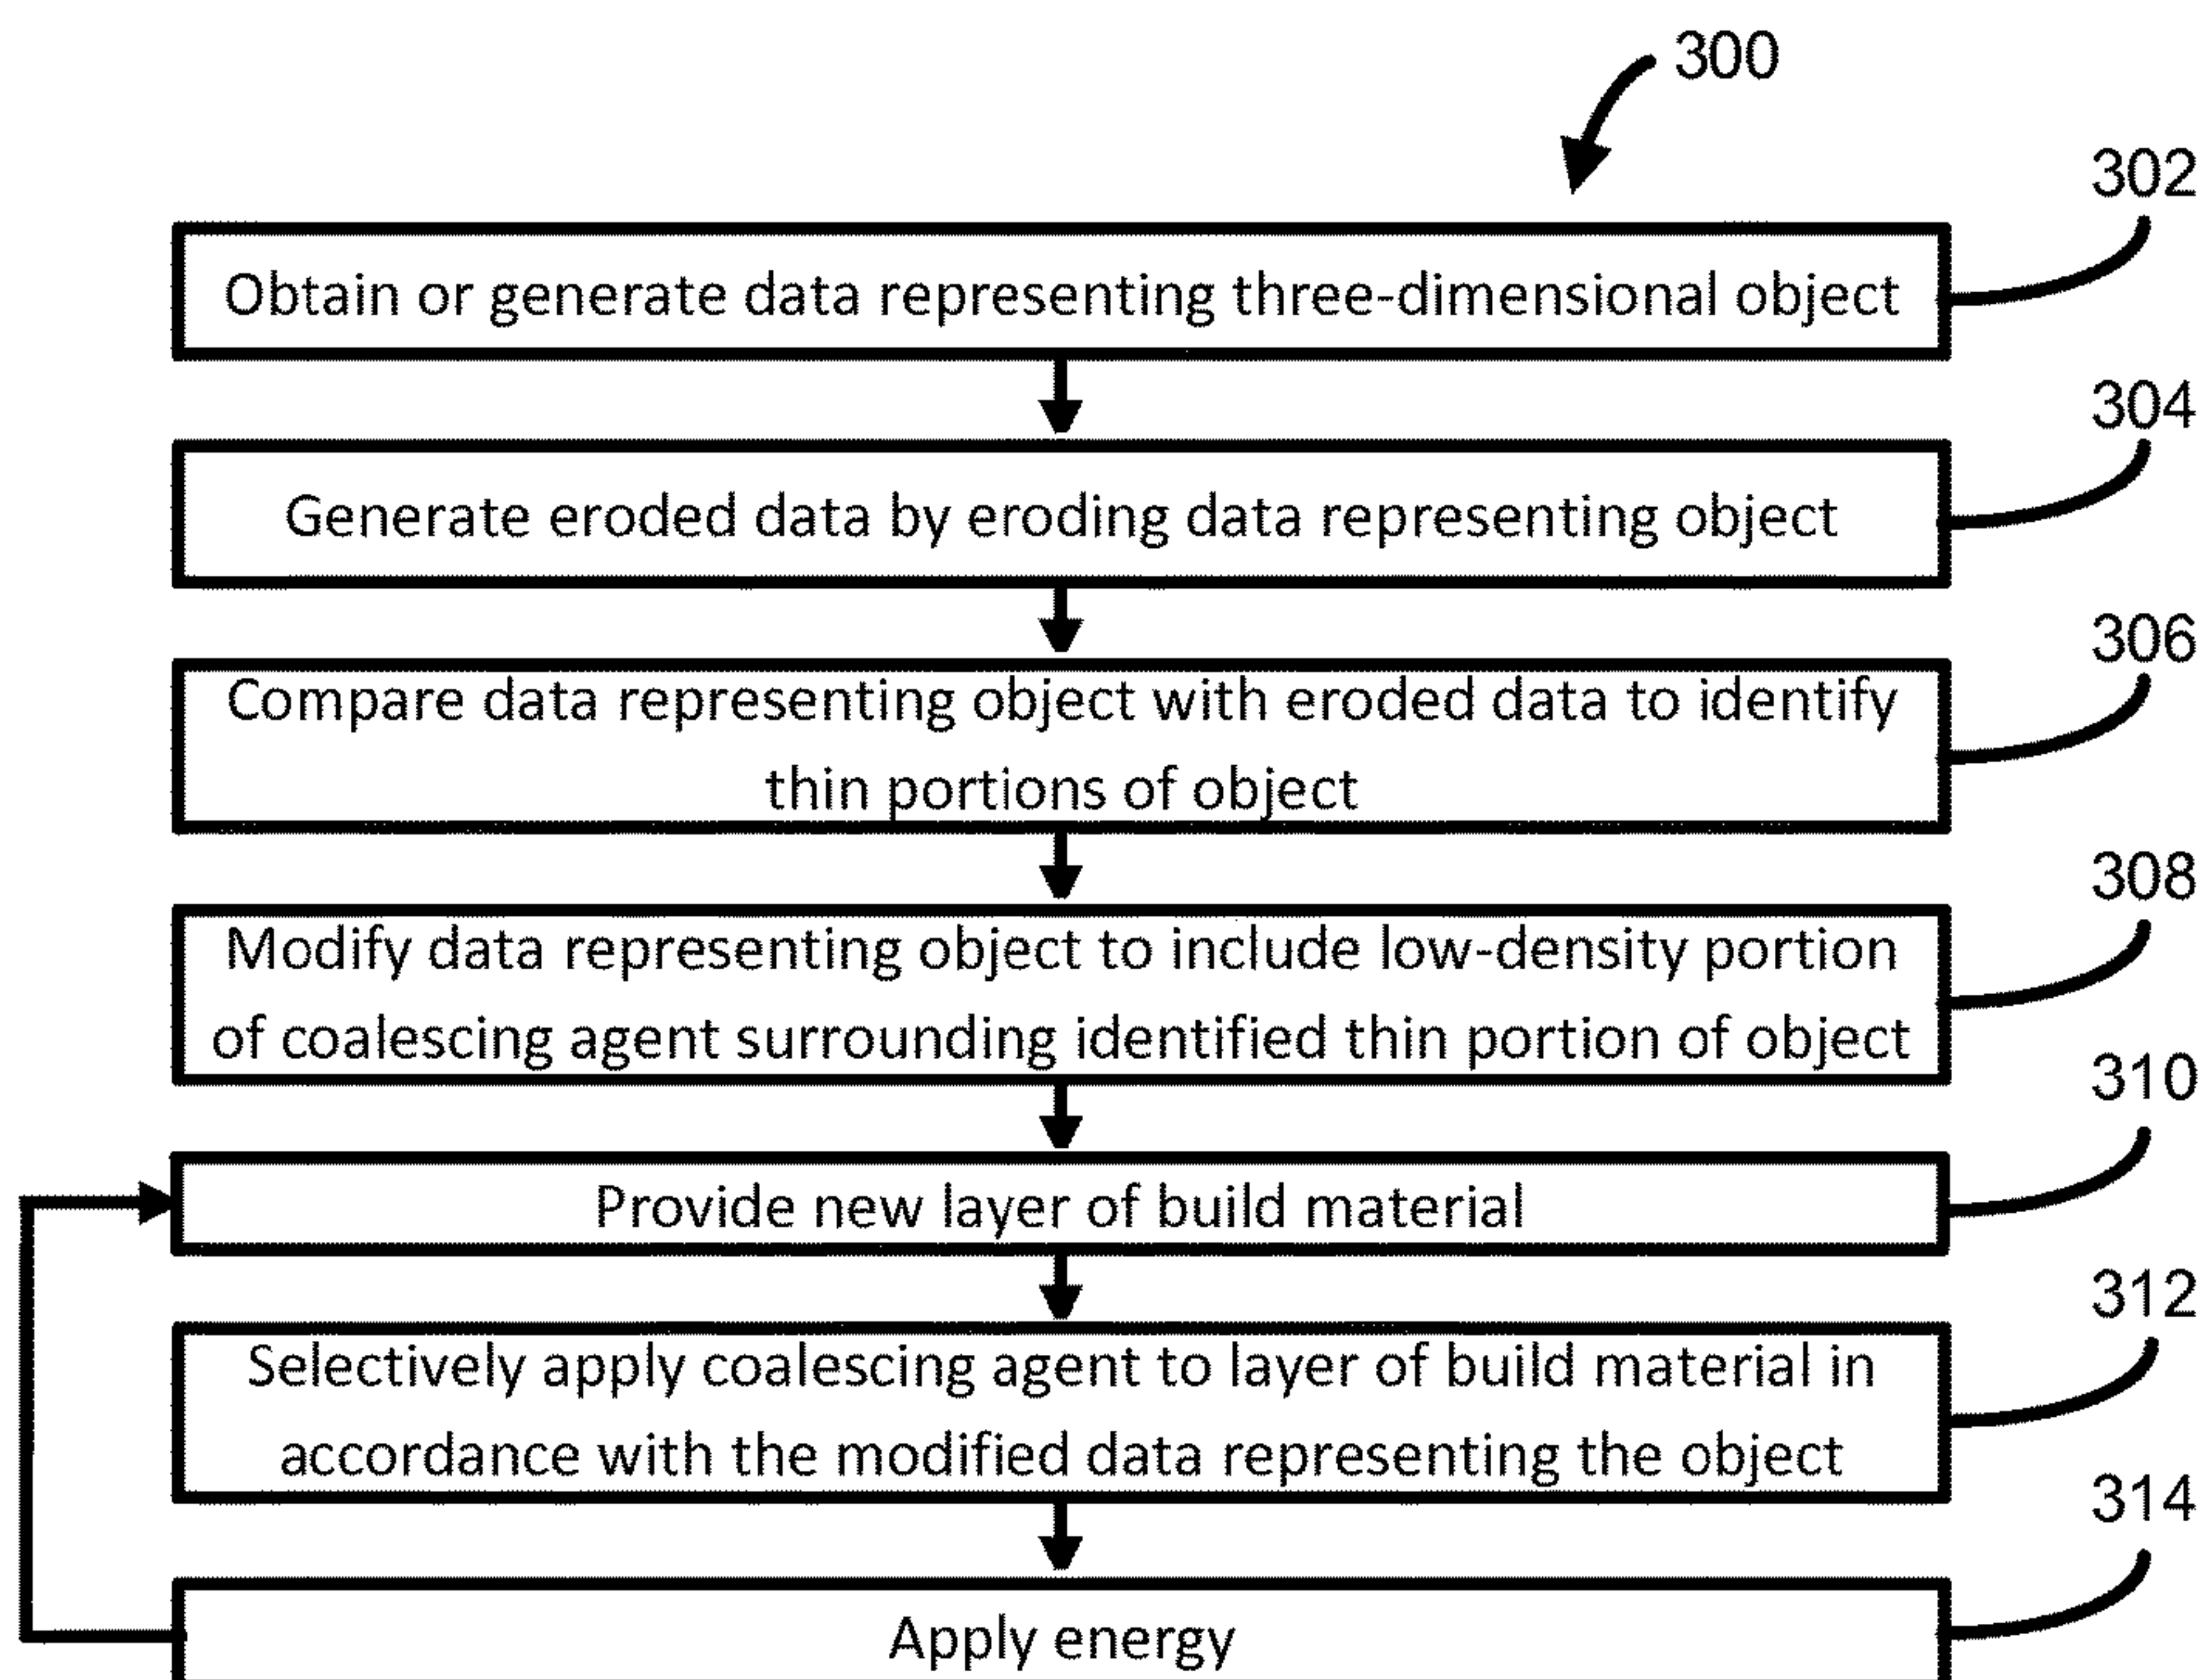 300
302
Obtain or generate data representing three-dimensional object
304
Generate eroded data by eroding data representing object
306
Compare data representing object with eroded data to identify
thin portions of object
308
Modify data representing object to include low-density portion
of coalescing agent surrounding identified thin portion of object
310
Provide new layer of build material
312
Selectively apply coalescing agent to layer of build material in
accordance with the modified data representing the object
314
Apply energy